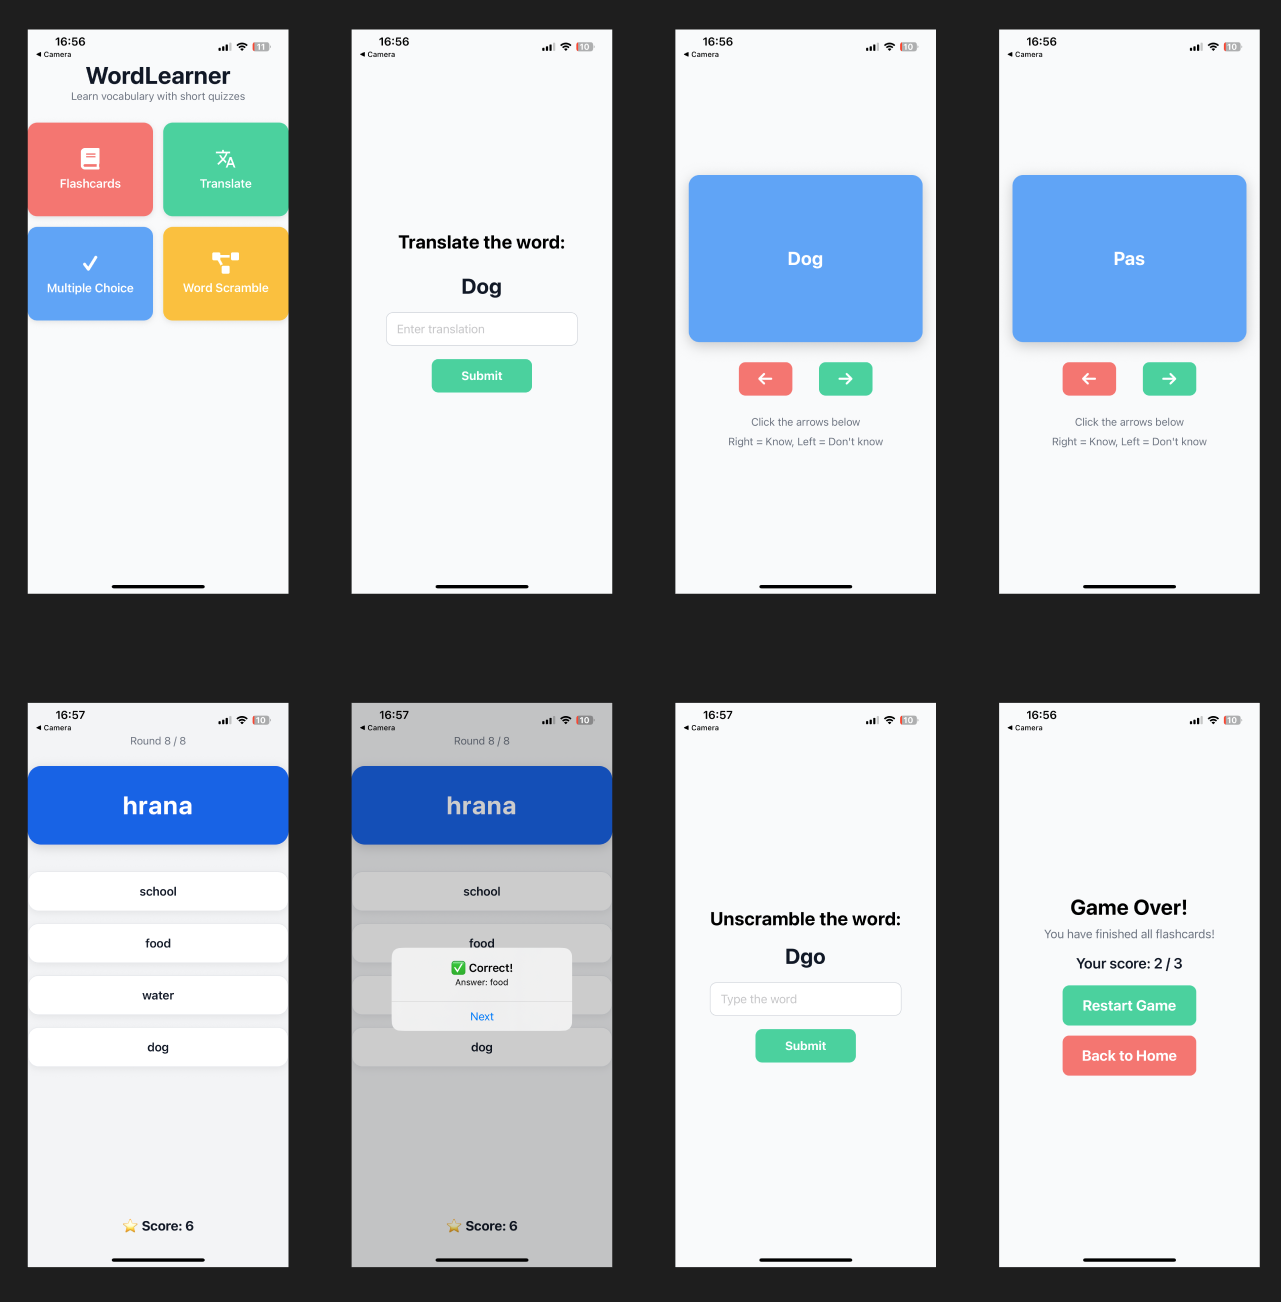 16:56
11
◀ Camera
WordLearner
Learn vocabulary with short quizzes
Flashcards
Translate
Multiple Choice
Word Scramble
16:56
10
◀ Camera
Translate the word:
Dog
Enter translation
Submit
16:56
10
◀ Camera
Dog
Click the arrows below
Right = Know, Left = Don't know
16:56
10
◀ Camera
Pas
Click the arrows below
Right = Know, Left = Don't know
16:57
10
◀ Camera
Round 8 / 8
hrana
school
food
water
dog
⭐ Score: 6
16:57
10
◀ Camera
Round 8 / 8
hrana
school
food
✅ Correct!
Answer: food
Next
dog
⭐ Score: 6
16:57
10
◀ Camera
Unscramble the word:
Dgo
Type the word
Submit
16:56
10
◀ Camera
Game Over!
You have finished all flashcards!
Your score: 2 / 3
Restart Game
Back to Home